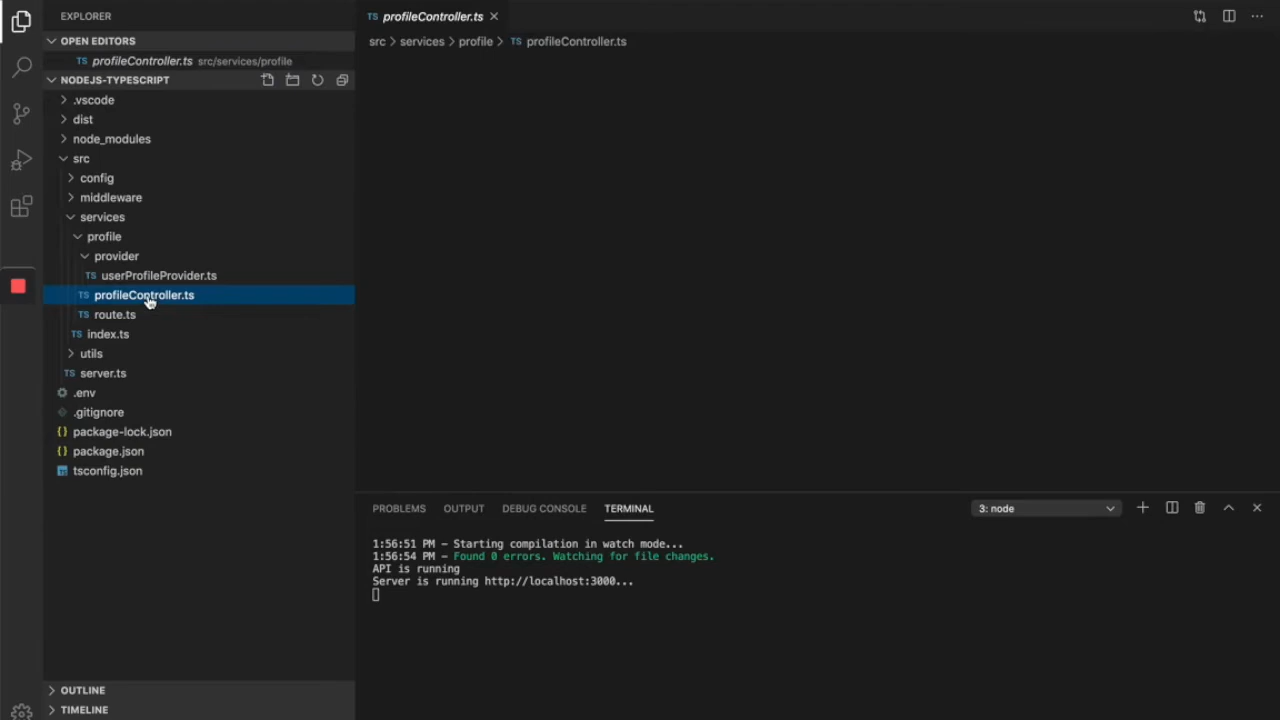 EXPLORER
OPEN EDITORS
TS profileController.ts src/services/profile
NODEJS-TYPESCRIPT
.vscode
dist
node_modules
src
config
middleware
services
profile
provider
TS userProfileProvider.ts
TS profileController.ts
TS route.ts
TS index.ts
utils
TS server.ts
.env
.gitignore
{} package-lock.json
{} package.json
tsconfig.json
OUTLINE
TIMELINE
TS profileController.ts
src > services > profile > TS profileController.ts
PROBLEMS OUTPUT DEBUG CONSOLE TERMINAL 3: node
1:56:51 PM – Starting compilation in watch mode...
1:56:54 PM – Found 0 errors. Watching for file changes.
API is running
Server is running http://localhost:3000...